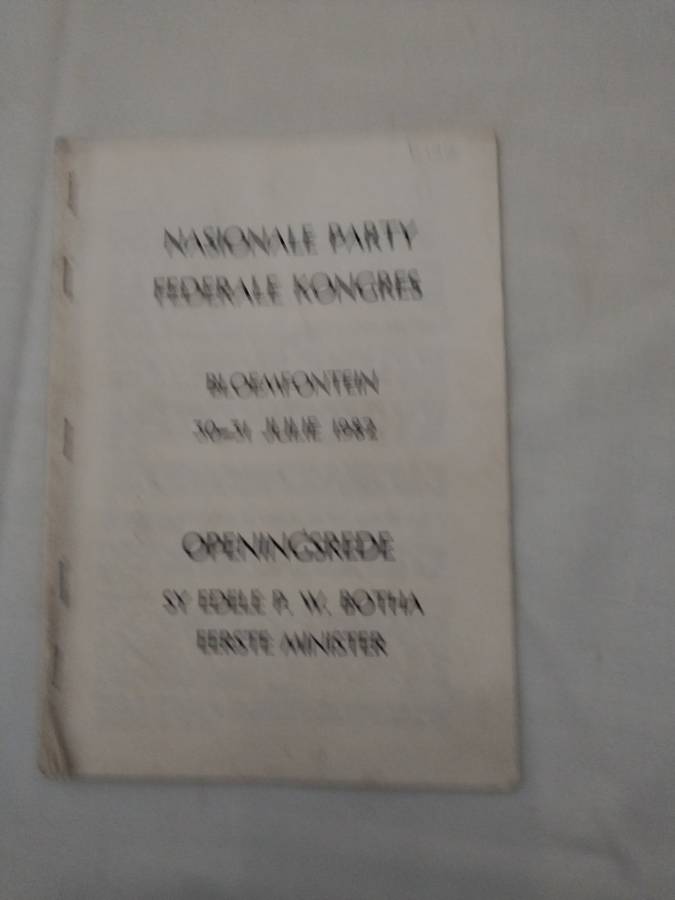 NASIONALE PARTY
FEDERALE KONGRES
BLOEMFONTEIN
30-31 JULIE 1982
OPENINGSREDE
SY EDELE P. W. BOTHA
EERSTE MINISTER